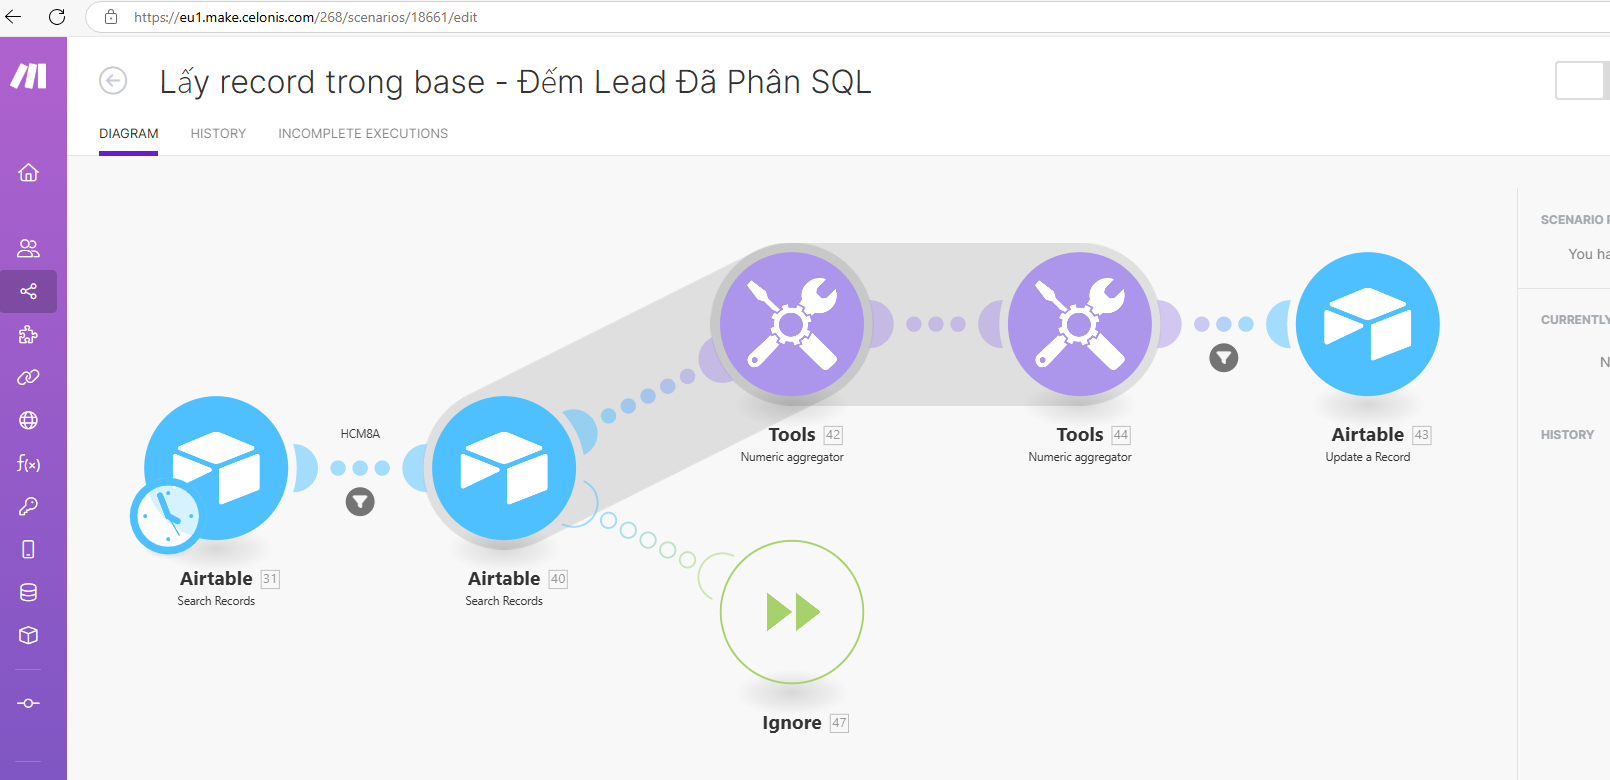 https://eu1.make.celonis.com/268/scenarios/18661/edit
Lấy record trong base - Đếm Lead Đã Phân SQL
DIAGRAM HISTORY INCOMPLETE EXECUTIONS
SCENARIO
You ha
CURRENTLY
N
HISTORY
HCM8A
Airtable 31
Search Records
Airtable 40
Search Records
Tools 42
Numeric aggregator
Tools 44
Numeric aggregator
Airtable 43
Update a Record
Ignore 47
f(x)